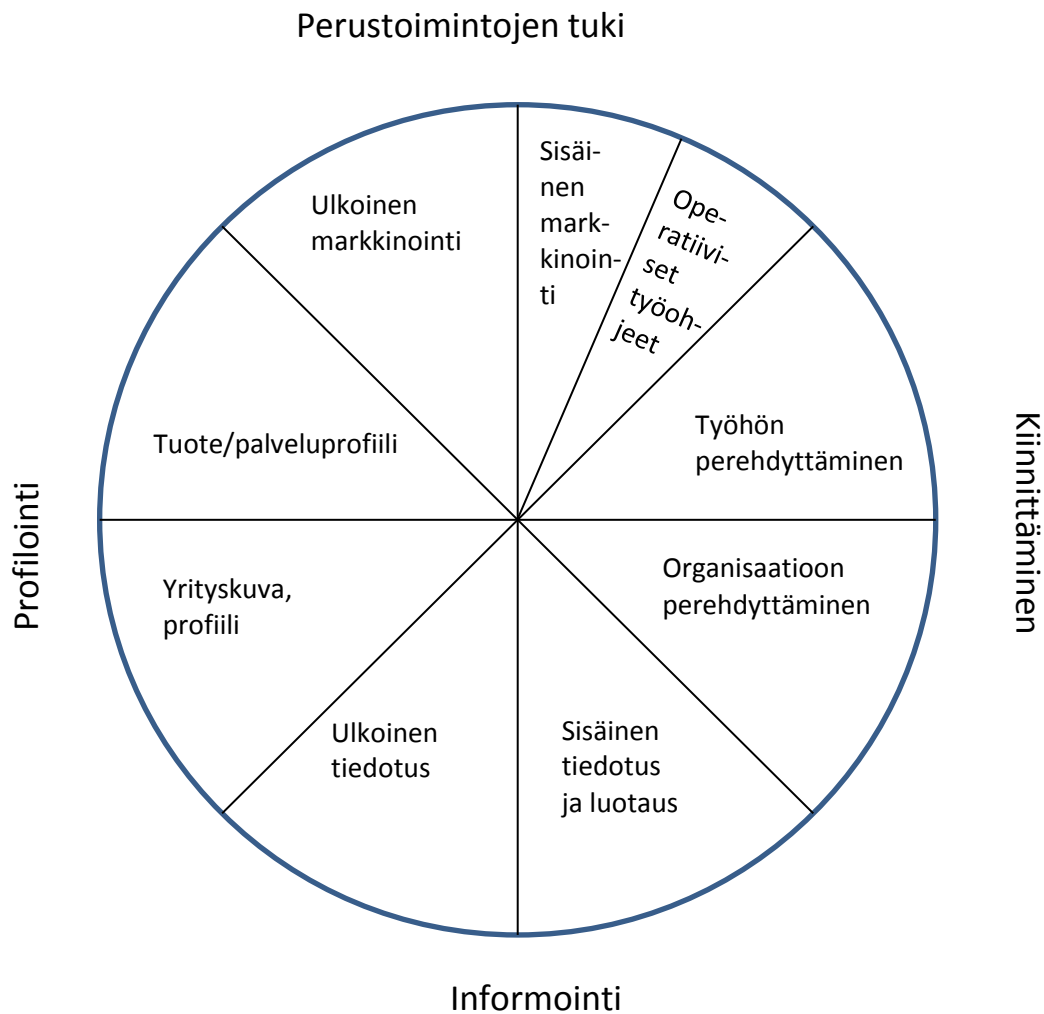 Perustoimintojen tuki
Ulkoinen
markkinointi
Sisäi-
nen
mark-
kinoin-
ti
Ope-
ratiivi-
set
työoh-
jeet
Työhön
perehdyttäminen
Tuote/palveluprofiili
Kiinnittäminen
Profilointi
Organisaatioon
perehdyttäminen
Yrityskuva,
profiili
Ulkoinen
tiedotus
Sisäinen
tiedotus
ja luotaus
Informointi